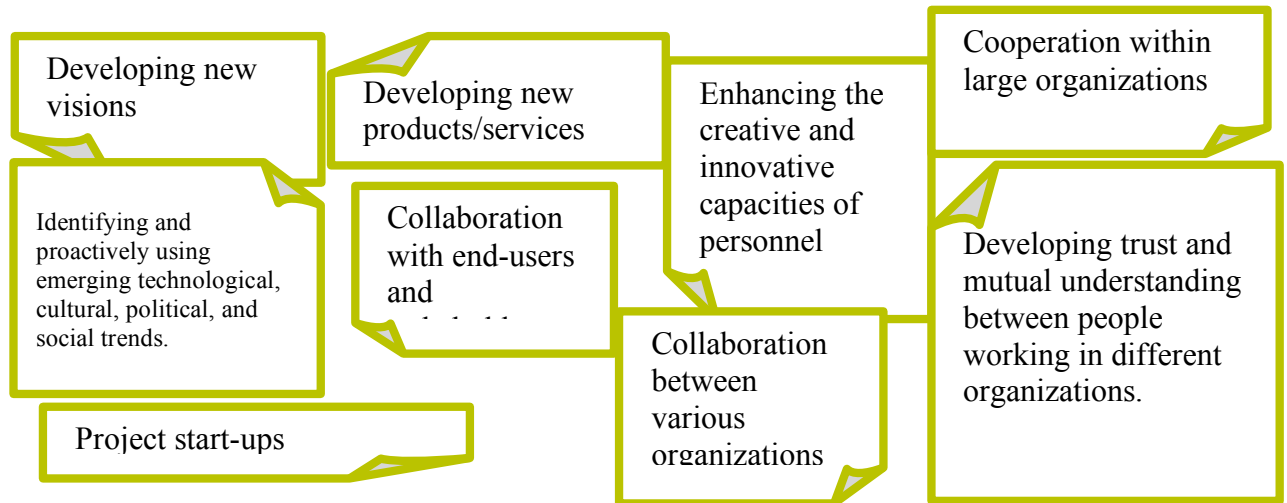 Developing new
visions
Developing new
products/services
Enhancing the
creative and
innovative
capacities of
personnel
Cooperation within
large organizations
Identifying and
proactively using
emerging technological,
cultural, political, and
social trends.
Collaboration
with end-users
and
Developing trust and
mutual understanding
between people
working in different
organizations.
Collaboration
between
various
organizations
Project start-ups